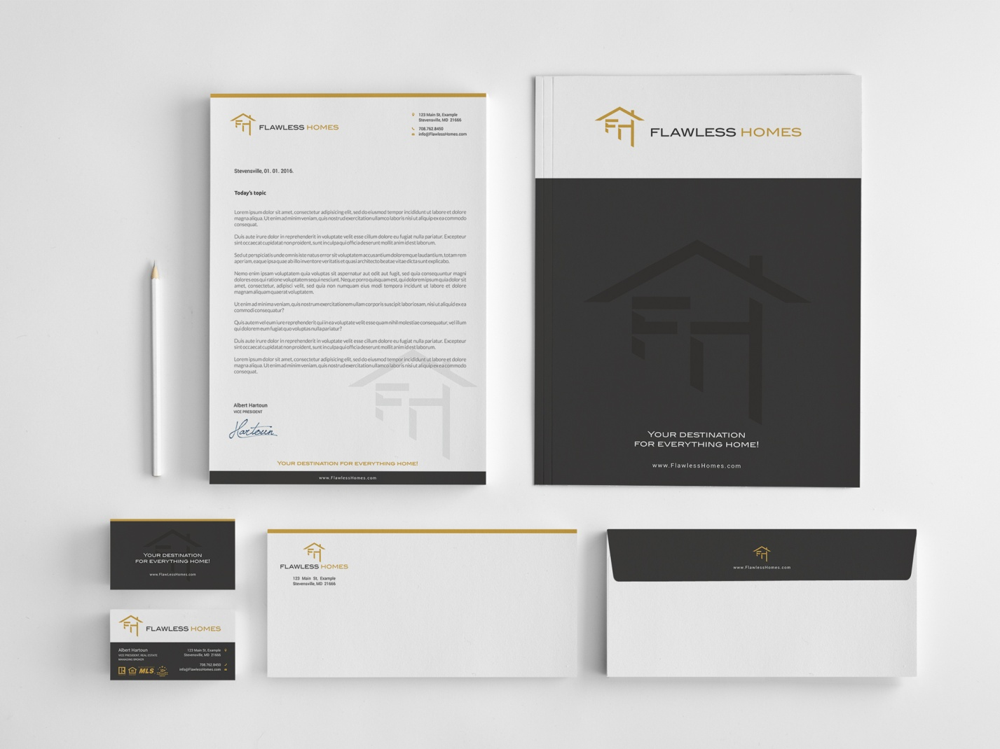 FLAWLESS HOMES
123 Main St, Example
Stevensville, MD 21666
708.762.8450
info@FlawlessHomes.com
Stevensville, 01. 01. 2016.
Today's topic
Lorem ipsum dolor sit amet, consectetur adipisicing elit, sed do eiusmod tempor incididunt ut labore et dolore
magna aliqua. Ut enim ad minim veniam, quis nostrud exercitation ullamco laboris nisi ut aliquip ex ea commodo
consequat.
Duis aute irure dolor in reprehenderit in voluptate velit esse cillum dolore eu fugiat nulla pariatur. Excepteur
sint occaecat cupidatat non proident, sunt in culpa qui officia deserunt mollit anim id est laborum.
Sed ut perspiciatis unde omnis iste natus error sit voluptatem accusantium doloremque laudantium, totam rem
aperiam, eaque ipsa quae ab illo inventore veritatis et quasi architecto beatae vitae dicta sunt explicabo.
Nemo enim ipsam voluptatem quia voluptas sit aspernatur aut odit aut fugit, sed quia consequuntur magni
dolores eos qui ratione voluptatem sequi nesciunt. Neque porro quisquam est, qui dolorem ipsum quia dolor sit
amet, consectetur, adipisci velit, sed quia non numquam eius modi tempora incidunt ut labore et dolore
magnam aliquam quaerat voluptatem.
Ut enim ad minima veniam, quis nostrum exercitationem ullam corporis suscipit laboriosam, nisi ut aliquid ex ea
commodi consequatur?
Quis autem vel eum iure reprehenderit qui in ea voluptate velit esse quam nihil molestiae consequatur, vel illum
qui dolorem eum fugiat quo voluptas nulla pariatur?
Duis aute irure dolor in reprehenderit in voluptate velit esse cillum dolore eu fugiat nulla pariatur. Excepteur
sint occaecat cupidatat non proident, sunt in culpa qui officia deserunt mollit anim id est laborum.
Lorem ipsum dolor sit amet, consectetur adipisicing elit, sed do eiusmod tempor incididunt ut labore et dolore
magna aliqua. Ut enim ad minim veniam, quis nostrud exercitation ullamco laboris nisi ut aliquip ex ea commodo
consequat.
Albert Hartoun
VICE PRESIDENT
Hartoun
YOUR DESTINATION FOR EVERYTHING HOME!
www.FlawlessHomes.com
FLAWLESS HOMES
YOUR DESTINATION
FOR EVERYTHING HOME!
www.FlawlessHomes.com
YOUR DESTINATION
FOR EVERYTHING HOME!
www.FlawLessHomes.com
FLAWLESS HOMES
Albert Hartoun
VICE PRESIDENT, REAL ESTATE
MANAGING BROKER
MLS
123 Main St, Example
Stevensville, MD 21666
708.762.8450
info@FlawlessHomes.com
FLAWLESS HOMES
123 Main St, Example
Stevensville, MD 21666
www.FlawlessHomes.com